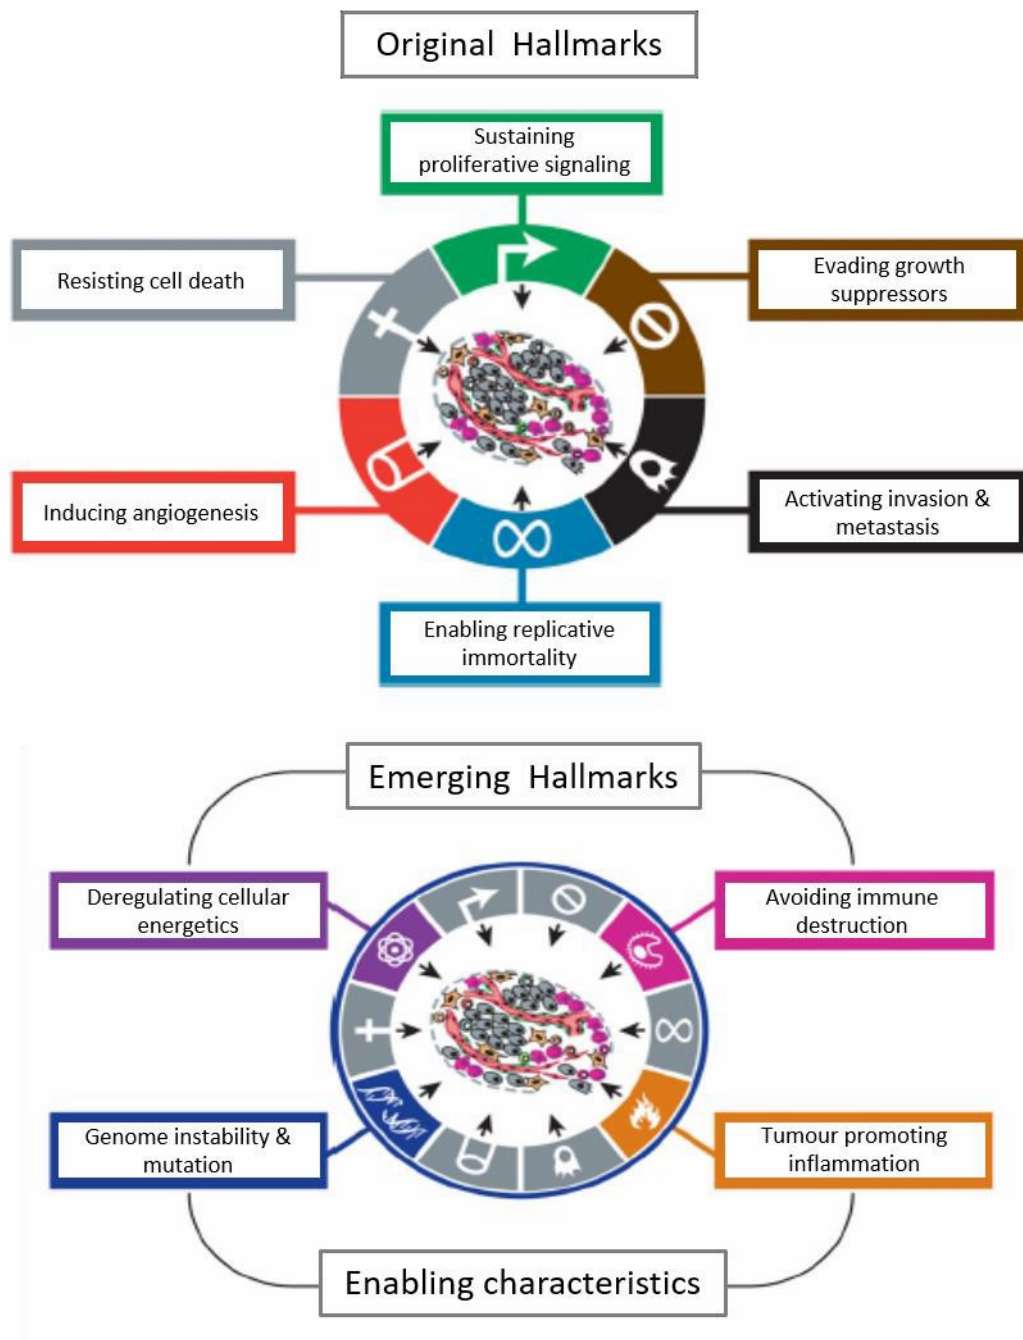 Original Hallmarks
Sustaining
proliferative signaling
Resisting cell death
Evading growth
suppressors
Inducing angiogenesis
Activating invasion &
metastasis
Enabling replicative
immortality
Emerging Hallmarks
Deregulating cellular
energetics
Avoiding immune
destruction
Genome instability &
mutation
Tumour promoting
inflammation
Enabling characteristics